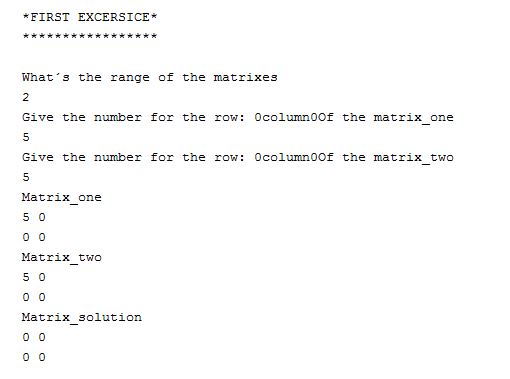 *FIRST EXCERSICE*
*****************
What´s the range of the matrixes
2
Give the number for the row: 0column0Of the matrix_one
5
Give the number for the row: 0column0Of the matrix_two
5
Matrix_one
5 0
0 0
Matrix_two
5 0
0 0
Matrix_solution
0 0
0 0